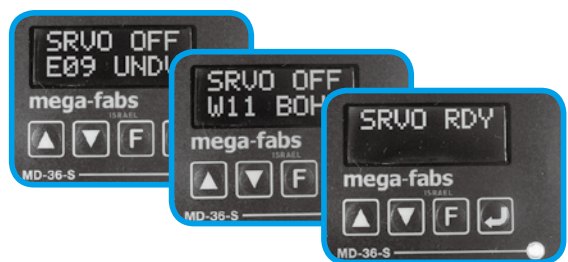 SRVO OFF
E09 UNDV
mega-fabs
ISRAEL
F
MD-36-S
SRVO OFF
W11 BOH
mega-fabs
ISRAEL
F
MD-36-S
SRVO RDY
mega-fabs
ISRAEL
F
MD-36-S